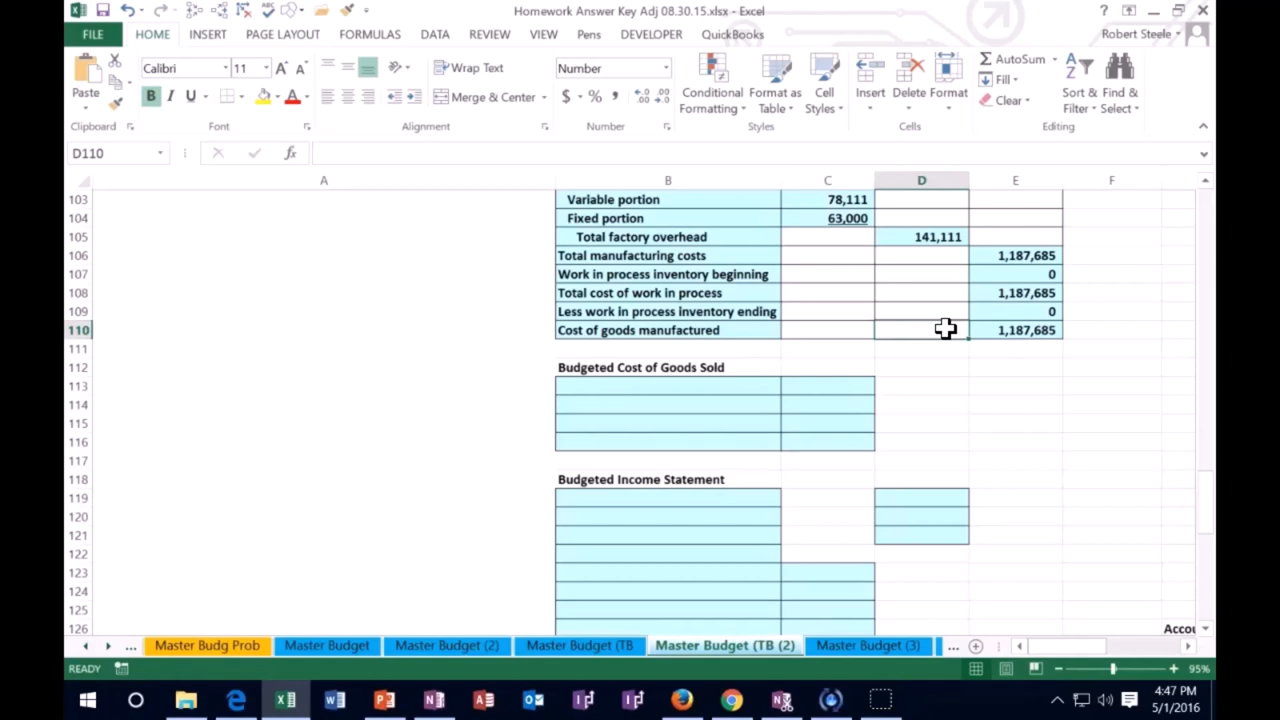 Homework Answer Key Adj 08.30.15.xlsx - Excel
FILE HOME INSERT PAGE LAYOUT FORMULAS DATA REVIEW VIEW Pens DEVELOPER QuickBooks Robert Steele
Calibri 11 Wrap Text Number AutoSum
Paste B I U Merge & Center $ % Conditional Formatting Format as Table Cell Styles Insert Delete Format Fill Clear Sort & Filter Find & Select
Clipboard Font Alignment Number Styles Cells Editing
D110 fx
A B C D E F
103 Variable portion 78,111
104 Fixed portion 63,000
105 Total factory overhead 141,111
106 Total manufacturing costs 1,187,685
107 Work in process inventory beginning 0
108 Total cost of work in process 1,187,685
109 Less work in process inventory ending 0
110 Cost of goods manufactured 1,187,685
111
112 Budgeted Cost of Goods Sold
113
114
115
116
117
118 Budgeted Income Statement
119
120
121
122
123
124
125
126
... Master Budg Prob Master Budget Master Budget (2) Master Budget (TB Master Budget (TB (2) Master Budget (3) ...
READY 95%
4:47 PM
5/1/2016